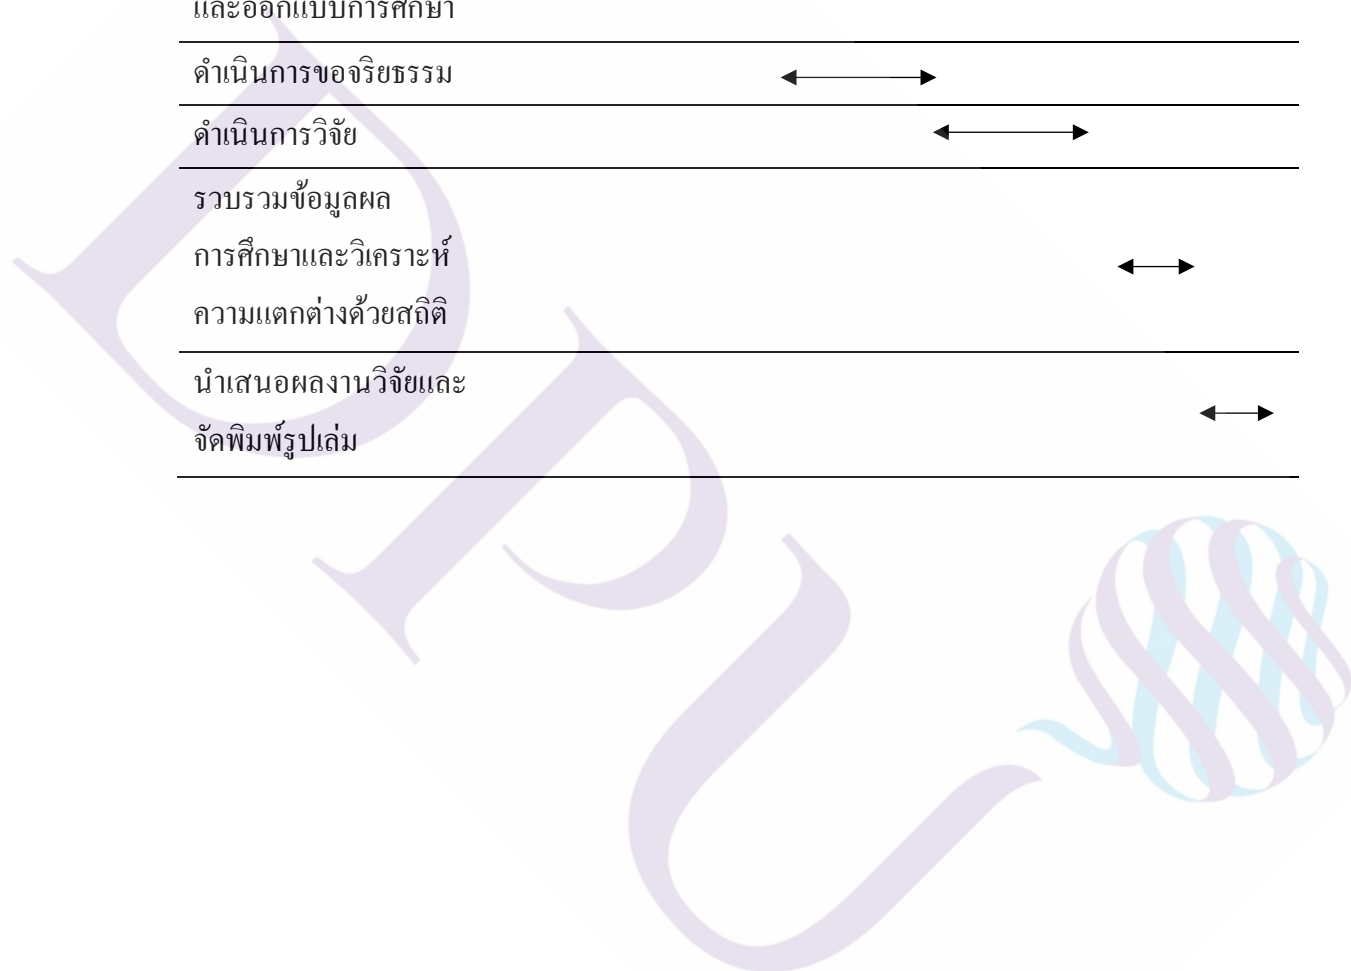 และออกแบบการศึกษา
ดำเนินการขอจริยธรรม
ดำเนินการวิจัย
รวบรวมข้อมูลผล
การศึกษาและวิเคราะห์
ความแตกต่างด้วยสถิติ
นำเสนอผลงานวิจัยและ
จัดพิมพ์รูปเล่ม
DPU